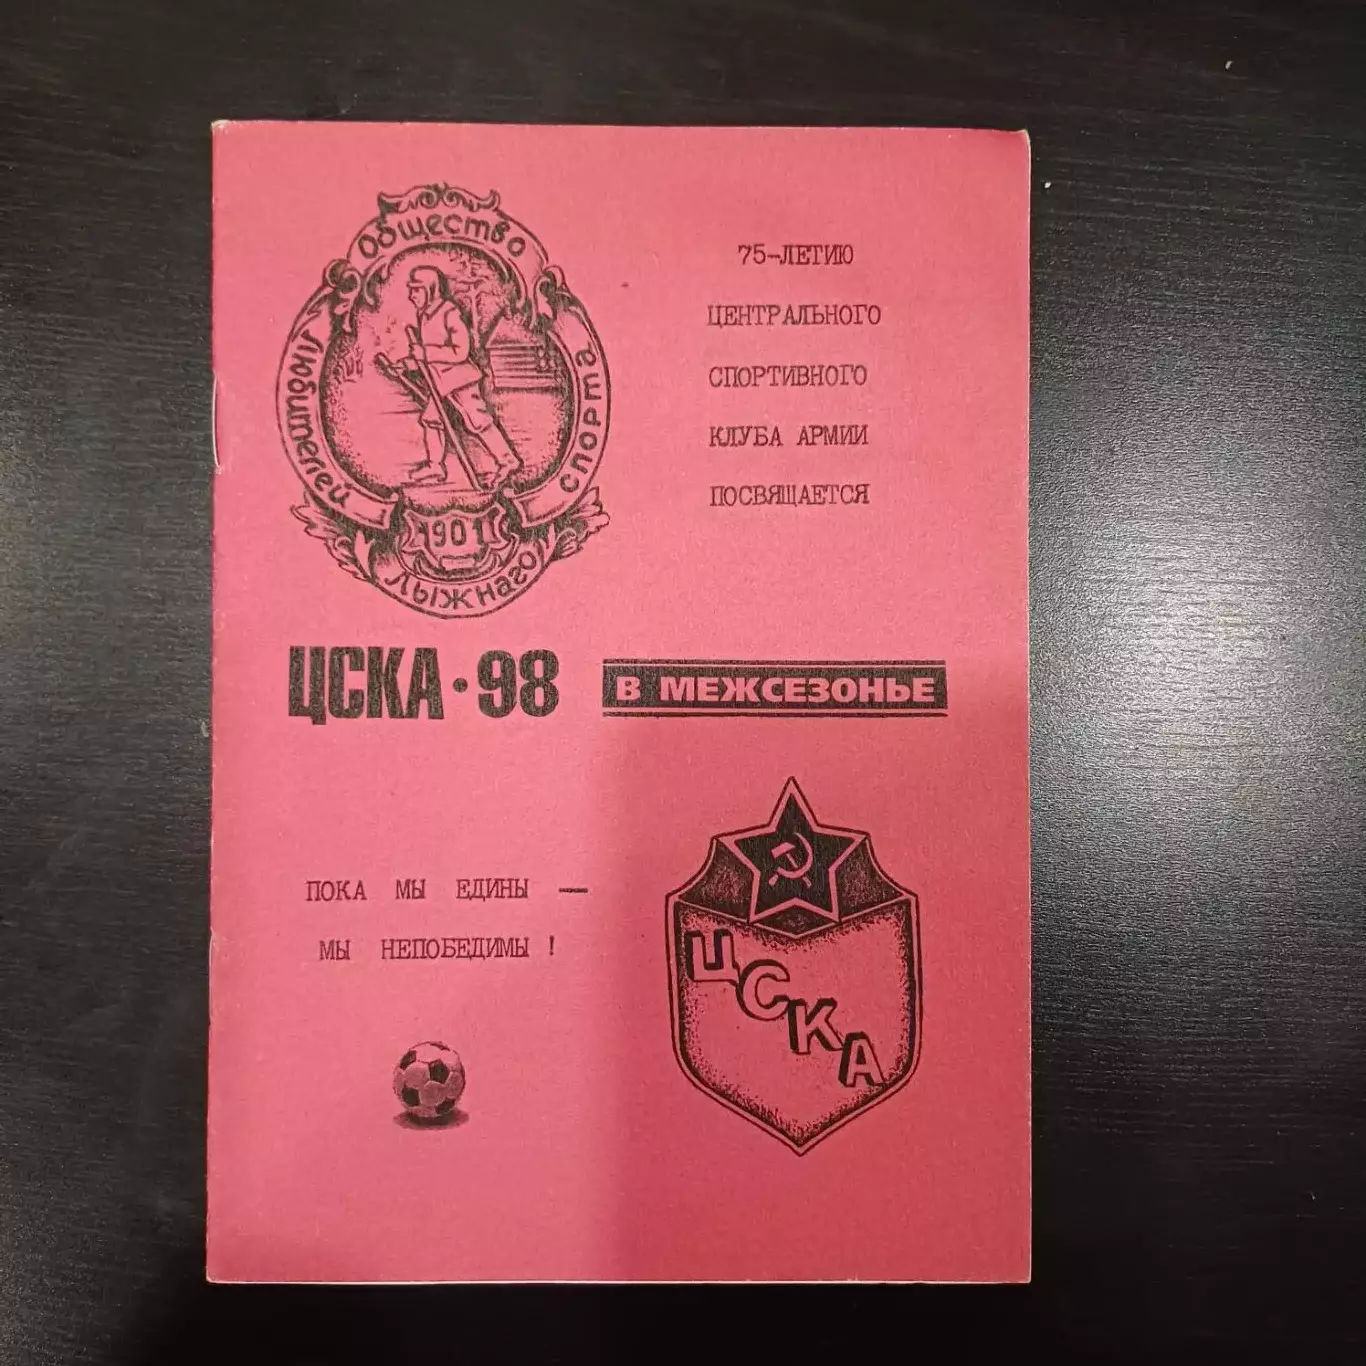 Общество
Любителей
Лыжнаго
спорта
1901
75-ЛЕТИЮ
ЦЕНТРАЛЬНОГО
СПОРТИВНОГО
КЛУБА АРМИИ
ПОСВЯЩАЕТСЯ
ЦСКА·98
В МЕЖСЕЗОНЬЕ
ПОКА МЫ ЕДИНЫ —
МЫ НЕПОБЕДИМЫ !
ЦСКА